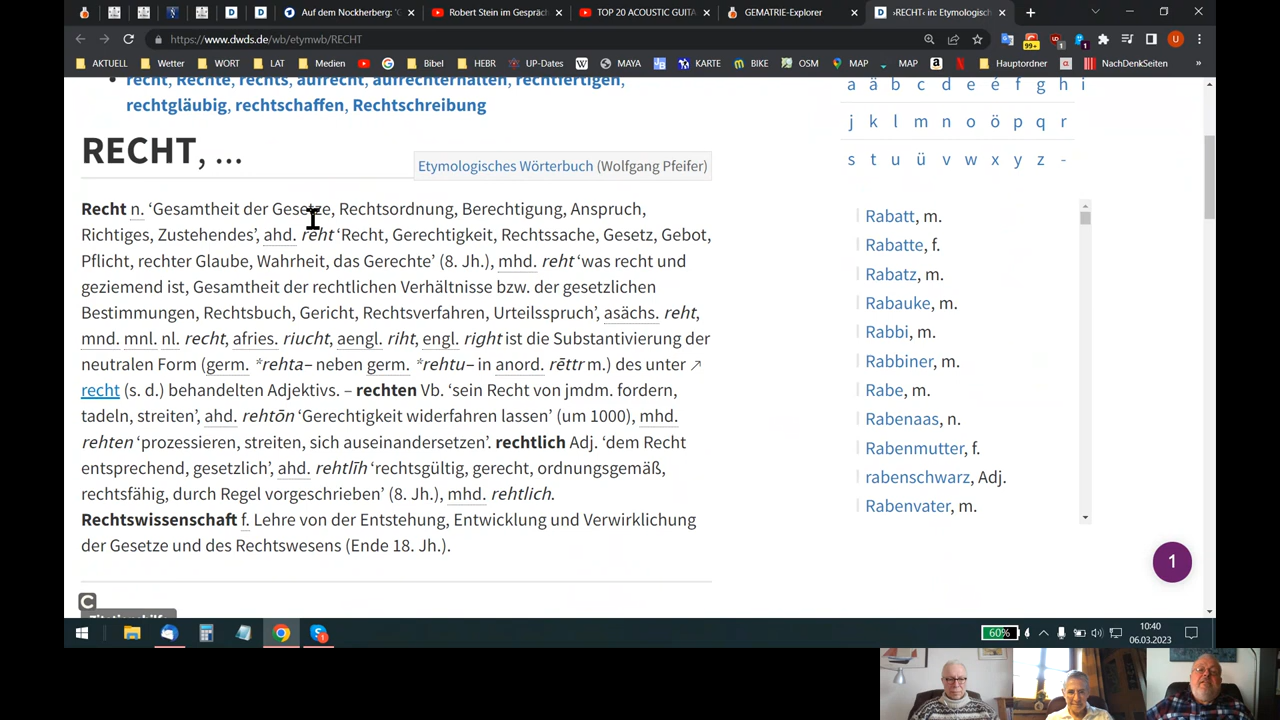 Auf dem Nockherberg: 'G
Robert Stein im Gespräch
TOP 20 ACOUSTIC GUITA
GEMATRIE-Explorer
›RECHT‹ in: Etymologisch
https://www.dwds.de/wb/etymwb/RECHT
99+
1
1
U
AKTUELL
Wetter
WORT
LAT
Medien
Bibel
HEBR
UP-Dates
MAYA
KARTE
BIKE
OSM
MAP
MAP
Hauptordner
NachDenkSeiten
recht, Rechte, rechts, aufrecht, aufrechterhalten, rechtfertigen,
rechtgläubig, rechtschaffen, Rechtschreibung
RECHT, ...
Etymologisches Wörterbuch (Wolfgang Pfeifer)
Recht n. ‘Gesamtheit der Gesetze, Rechtsordnung, Berechtigung, Anspruch,
Richtiges, Zustehendes’, ahd. reht ‘Recht, Gerechtigkeit, Rechtssache, Gesetz, Gebot,
Pflicht, rechter Glaube, Wahrheit, das Gerechte’ (8. Jh.), mhd. reht ‘was recht und
geziemend ist, Gesamtheit der rechtlichen Verhältnisse bzw. der gesetzlichen
Bestimmungen, Rechtsbuch, Gericht, Rechtsverfahren, Urteilsspruch’, asächs. reht,
mnd. mnl. nl. recht, afries. riucht, aengl. riht, engl. right ist die Substantivierung der
neutralen Form (germ. *rehta– neben germ. *rehtu– in anord. rēttr m.) des unter ↗
recht (s. d.) behandelten Adjektivs. – rechten Vb. ‘sein Recht von jmdm. fordern,
tadeln, streiten’, ahd. rehtōn ‘Gerechtigkeit widerfahren lassen’ (um 1000), mhd.
rehten ‘prozessieren, streiten, sich auseinandersetzen’. rechtlich Adj. ‘dem Recht
entsprechend, gesetzlich’, ahd. rehtlīh ‘rechtsgültig, gerecht, ordnungsgemäß,
rechtsfähig, durch Regel vorgeschrieben’ (8. Jh.), mhd. rehtlich.
Rechtswissenschaft f. Lehre von der Entstehung, Entwicklung und Verwirklichung
der Gesetze und des Rechtswesens (Ende 18. Jh.).
a ä b c d e é f g h i
j k l m n o ö p q r
s t u ü v w x y z -
Rabatt, m.
Rabatte, f.
Rabatz, m.
Rabauke, m.
Rabbi, m.
Rabbiner, m.
Rabe, m.
Rabenaas, n.
Rabenmutter, f.
rabenschwarz, Adj.
Rabenvater, m.
1
60%
10:40
06.03.2023